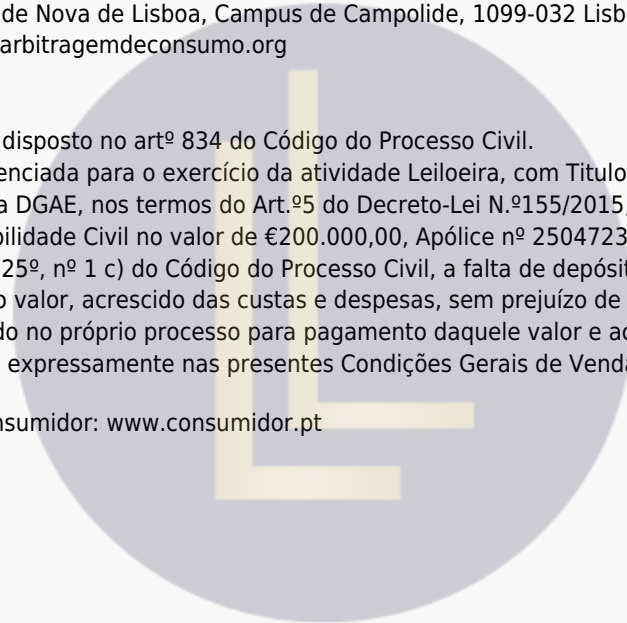 de Nova de Lisboa, Campus de Campolide, 1099-032 Lisb
arbitragemdeconsumo.org
disposto no artº 834 do Código do Processo Civil.
enciada para o exercício da atividade Leiloeira, com Titulo
a DGAE, nos termos do Art.º5 do Decreto-Lei N.º155/2015,
bilidade Civil no valor de €200.000,00, Apólice nº 2504723
25º, nº 1 c) do Código do Processo Civil, a falta de depósit
o valor, acrescido das custas e despesas, sem prejuízo de
do no próprio processo para pagamento daquele valor e ac
expressamente nas presentes Condições Gerais de Venda
nsumidor: www.consumidor.pt